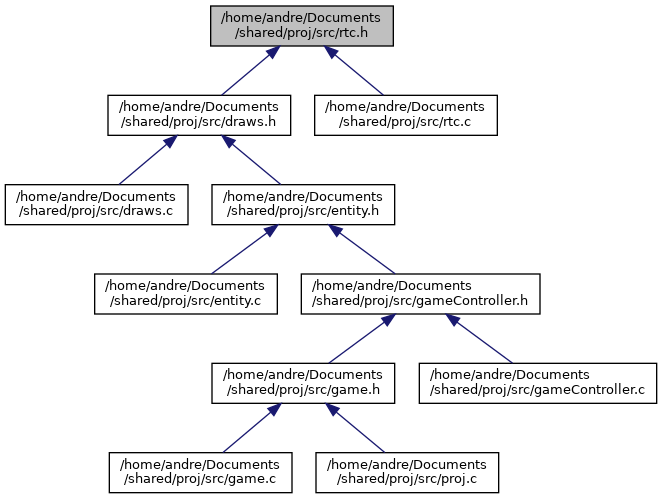 /home/andre/Documents
/shared/proj/src/rtc.h
/home/andre/Documents
/shared/proj/src/draws.h
/home/andre/Documents
/shared/proj/src/rtc.c
/home/andre/Documents
/shared/proj/src/draws.c
/home/andre/Documents
/shared/proj/src/entity.h
/home/andre/Documents
/shared/proj/src/entity.c
/home/andre/Documents
/shared/proj/src/gameController.h
/home/andre/Documents
/shared/proj/src/game.h
/home/andre/Documents
/shared/proj/src/gameController.c
/home/andre/Documents
/shared/proj/src/game.c
/home/andre/Documents
/shared/proj/src/proj.c